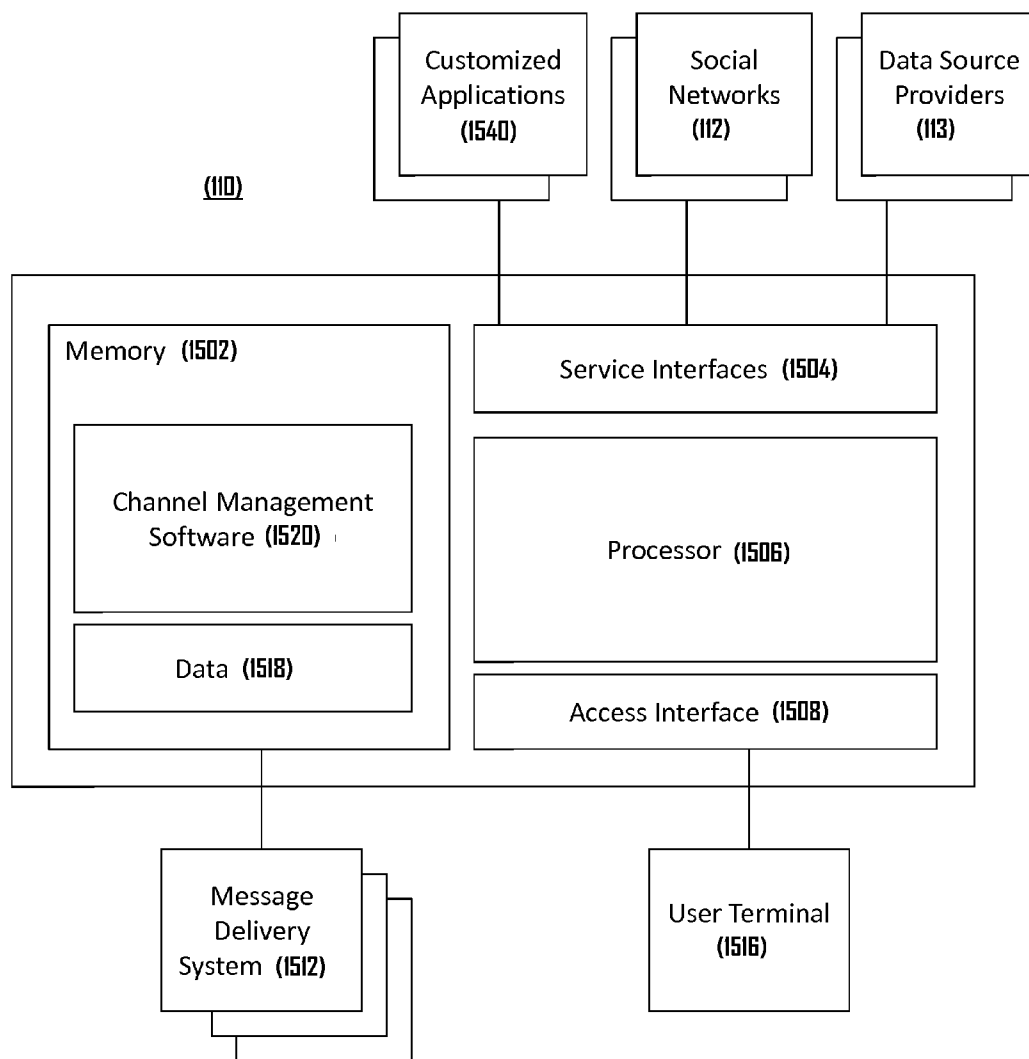 Customized
Applications
(1540)
Social
Networks
(112)
Data Source
Providers
(113)
(110)
Memory (1502)
Service Interfaces (1504)
Channel Management
Software (1520)
Processor (1506)
Data (1518)
Access Interface (1508)
Message
Delivery
System (1512)
User Terminal
(1516)